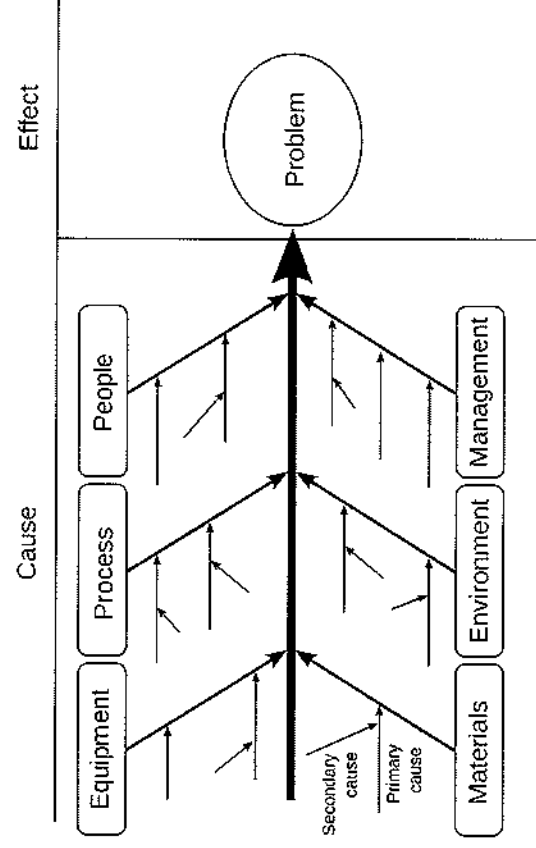 Cause
Effect
Equipment
Process
People
Problem
Secondary
cause
Primary
cause
Materials
Environment
Management